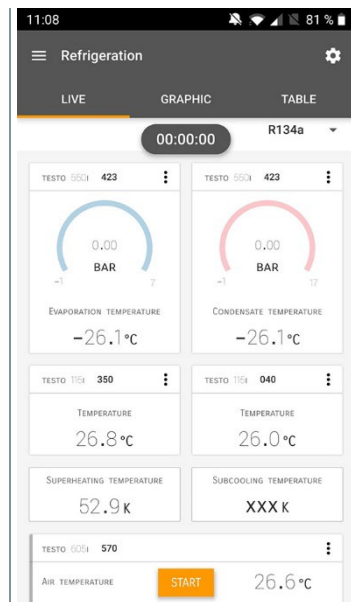 11:08 81 %
Refrigeration
LIVE GRAPHIC TABLE
00:00:00 R134a
TESTO 550i 423
0.00
BAR
-1 7
EVAPORATION TEMPERATURE
-26.1 °C
TESTO 550i 423
0.00
BAR
-1 17
CONDENSATE TEMPERATURE
-26.1 °C
TESTO 115i 350
TEMPERATURE
26.8 °C
TESTO 115i 040
TEMPERATURE
26.0 °C
SUPERHEATING TEMPERATURE
52.9 K
SUBCOOLING TEMPERATURE
XXX K
TESTO 605i 570
AIR TEMPERATURE START 26.6 °C